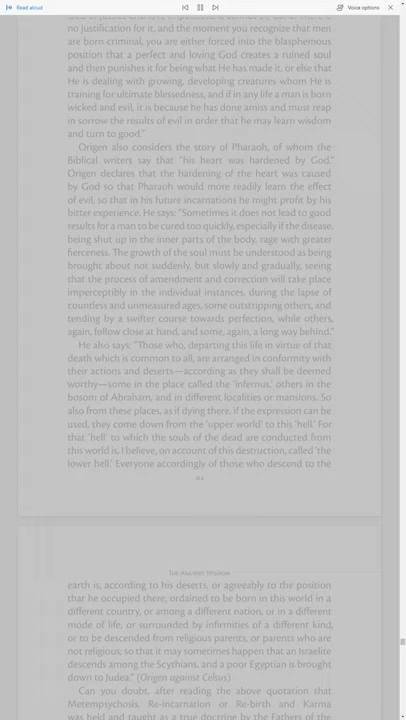 Read aloud
Voice options
no justification for it, and the moment you recognize that men
are born criminal, you are either forced into the blasphemous
position that a perfect and loving God creates a ruined soul
and then punishes it for being what He has made it, or else that
He is dealing with growing, developing creatures whom He is
training for ultimate blessedness, and if in any life a man is born
wicked and evil, it is because he has done amiss and must reap
in sorrow the results of evil in order that he may learn wisdom
and turn to good."
Origen also considers the story of Pharaoh, of whom the
Biblical writers say that "his heart was hardened by God."
Origen declares that the hardening of the heart was caused
by God so that Pharaoh would more readily learn the effect
of evil, so that in his future incarnations he might profit by his
bitter experience. He says: "Sometimes it does not lead to good
results for a man to be cured too quickly, especially if the disease,
being shut up in the inner parts of the body, rage with greater
fierceness. The growth of the soul must be understood as being
brought about not suddenly, but slowly and gradually, seeing
that the process of amendment and correction will take place
imperceptibly in the individual instances, during the lapse of
countless and unmeasured ages, some outstripping others, and
tending by a swifter course towards perfection, while others,
again, follow close at hand, and some, again, a long way behind."
He also says: "Those who, departing this life in virtue of that
death which is common to all, are arranged in conformity with
their actions and deserts—according as they shall be deemed
worthy—some in the place called the 'infernus,' others in the
bosom of Abraham, and in different localities or mansions. So
also from these places, as if dying there, if the expression can be
used, they come down from the 'upper world' to this 'hell.' For
that 'hell' to which the souls of the dead are conducted from
this world is, I believe, on account of this destruction, called 'the
lower hell.' Everyone accordingly of those who descend to the
The Ancient Wisdom
earth is, according to his deserts, or agreeably to the position
that he occupied there, ordained to be born in this world in a
different country, or among a different nation, or in a different
mode of life, or surrounded by infirmities of a different kind,
or to be descended from religious parents, or parents who are
not religious; so that it may sometimes happen that an Israelite
descends among the Scythians, and a poor Egyptian is brought
down to Judea." (Origen against Celsus)
Can you doubt, after reading the above quotation that
Metempsychosis, Re-incarnation or Re-birth and Karma
was held and taught as a true doctrine by the Fathers of the